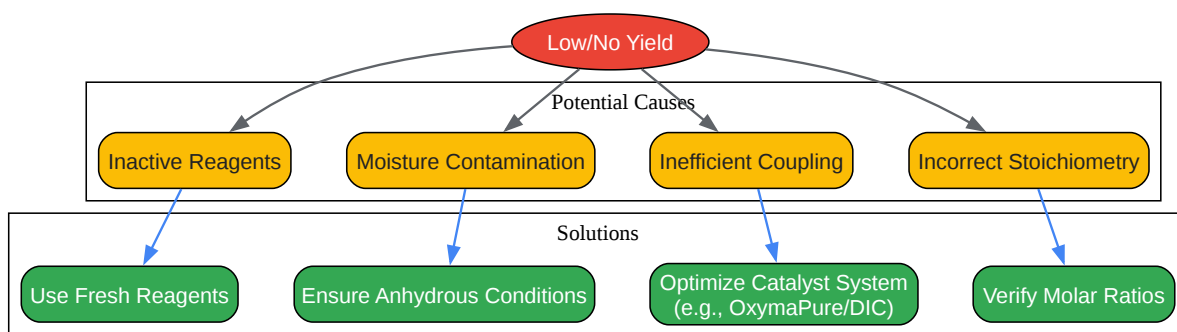 Low/No Yield
Potential Causes
Inactive Reagents
Moisture Contamination
Inefficient Coupling
Incorrect Stoichiometry
Solutions
Use Fresh Reagents
Ensure Anhydrous Conditions
Optimize Catalyst System
(e.g., OxymaPure/DIC)
Verify Molar Ratios